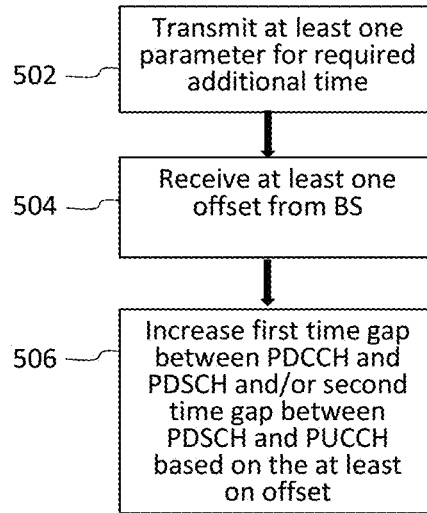 502
Transmit at least one
parameter for required
additional time
504
Receive at least one
offset from BS
506
Increase first time gap
between PDCCH and
PDSCH and/or second
time gap between
PDSCH and PUCCH
based on the at least
on offset